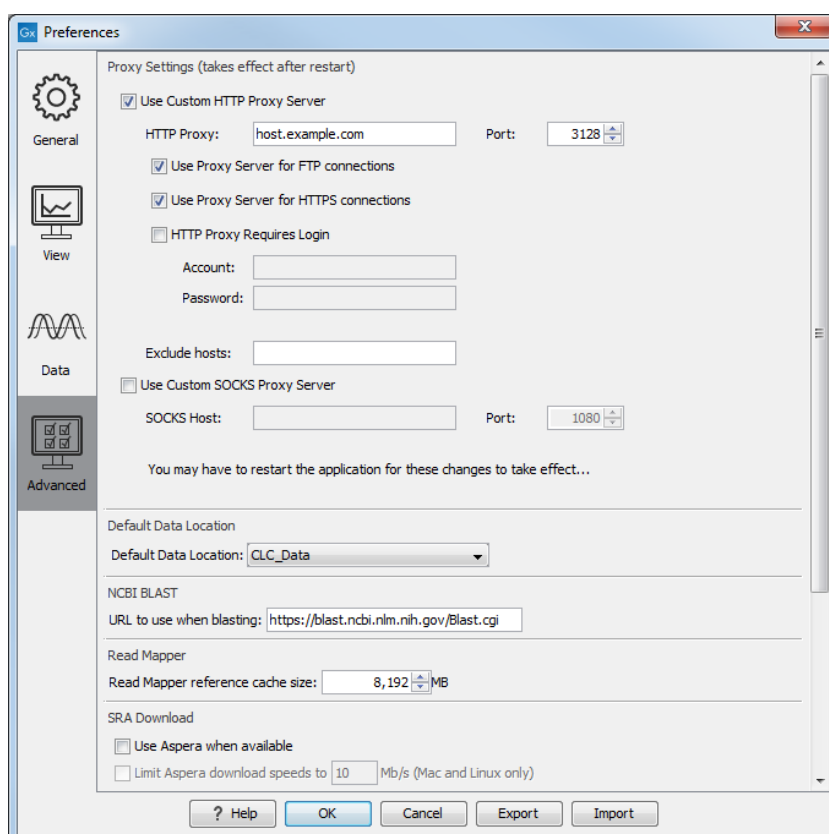 Gx Preferences
Proxy Settings (takes effect after restart)
Use Custom HTTP Proxy Server
General
HTTP Proxy: host.example.com Port: 3128
Use Proxy Server for FTP connections
Use Proxy Server for HTTPS connections
View
HTTP Proxy Requires Login
Account:
Password:
Data
Exclude hosts:
Use Custom SOCKS Proxy Server
SOCKS Host: Port: 1080
You may have to restart the application for these changes to take effect...
Advanced
Default Data Location
Default Data Location: CLC_Data
NCBI BLAST
URL to use when blasting: https://blast.ncbi.nlm.nih.gov/Blast.cgi
Read Mapper
Read Mapper reference cache size: 8,192 MB
SRA Download
Use Aspera when available
Limit Aspera download speeds to 10 Mb/s (Mac and Linux only)
? Help OK Cancel Export Import